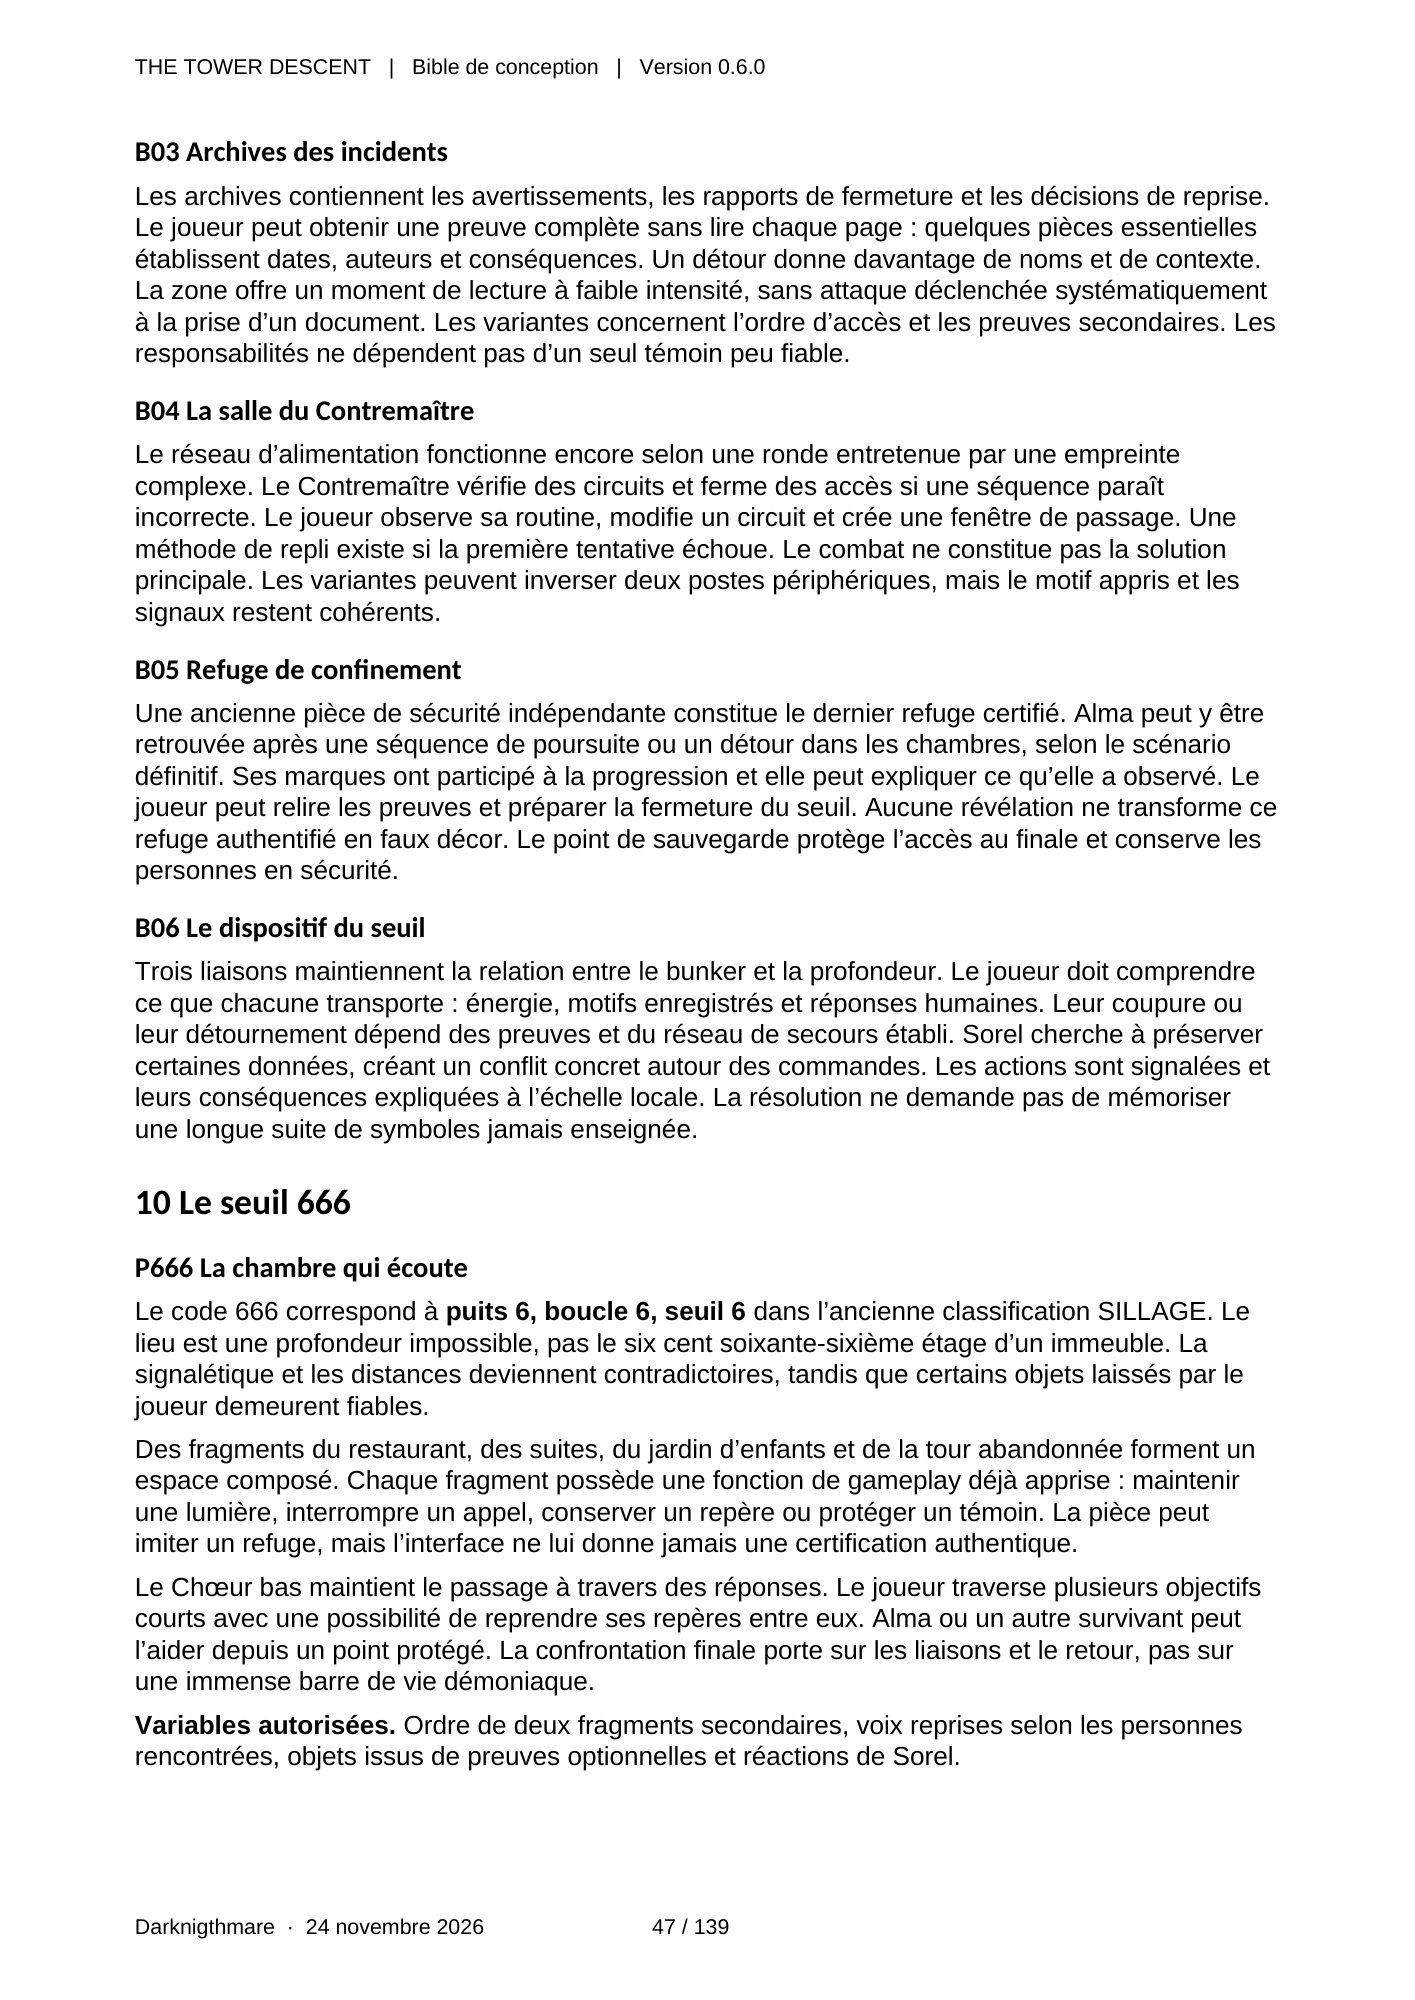 THE TOWER DESCENT | Bible de conception | Version 0.6.0
B03 Archives des incidents
Les archives contiennent les avertissements, les rapports de fermeture et les décisions de reprise.
Le joueur peut obtenir une preuve complète sans lire chaque page : quelques pièces essentielles
établissent dates, auteurs et conséquences. Un détour donne davantage de noms et de contexte.
La zone offre un moment de lecture à faible intensité, sans attaque déclenchée systématiquement
à la prise d’un document. Les variantes concernent l’ordre d’accès et les preuves secondaires. Les
responsabilités ne dépendent pas d’un seul témoin peu fiable.
B04 La salle du Contremaître
Le réseau d’alimentation fonctionne encore selon une ronde entretenue par une empreinte
complexe. Le Contremaître vérifie des circuits et ferme des accès si une séquence paraît
incorrecte. Le joueur observe sa routine, modifie un circuit et crée une fenêtre de passage. Une
méthode de repli existe si la première tentative échoue. Le combat ne constitue pas la solution
principale. Les variantes peuvent inverser deux postes périphériques, mais le motif appris et les
signaux restent cohérents.
B05 Refuge de confinement
Une ancienne pièce de sécurité indépendante constitue le dernier refuge certifié. Alma peut y être
retrouvée après une séquence de poursuite ou un détour dans les chambres, selon le scénario
définitif. Ses marques ont participé à la progression et elle peut expliquer ce qu’elle a observé. Le
joueur peut relire les preuves et préparer la fermeture du seuil. Aucune révélation ne transforme ce
refuge authentifié en faux décor. Le point de sauvegarde protège l’accès au finale et conserve les
personnes en sécurité.
B06 Le dispositif du seuil
Trois liaisons maintiennent la relation entre le bunker et la profondeur. Le joueur doit comprendre
ce que chacune transporte : énergie, motifs enregistrés et réponses humaines. Leur coupure ou
leur détournement dépend des preuves et du réseau de secours établi. Sorel cherche à préserver
certaines données, créant un conflit concret autour des commandes. Les actions sont signalées et
leurs conséquences expliquées à l’échelle locale. La résolution ne demande pas de mémoriser
une longue suite de symboles jamais enseignée.
10 Le seuil 666
P666 La chambre qui écoute
Le code 666 correspond à puits 6, boucle 6, seuil 6 dans l’ancienne classification SILLAGE. Le
lieu est une profondeur impossible, pas le six cent soixante-sixième étage d’un immeuble. La
signalétique et les distances deviennent contradictoires, tandis que certains objets laissés par le
joueur demeurent fiables.
Des fragments du restaurant, des suites, du jardin d’enfants et de la tour abandonnée forment un
espace composé. Chaque fragment possède une fonction de gameplay déjà apprise : maintenir
une lumière, interrompre un appel, conserver un repère ou protéger un témoin. La pièce peut
imiter un refuge, mais l’interface ne lui donne jamais une certification authentique.
Le Chœur bas maintient le passage à travers des réponses. Le joueur traverse plusieurs objectifs
courts avec une possibilité de reprendre ses repères entre eux. Alma ou un autre survivant peut
l’aider depuis un point protégé. La confrontation finale porte sur les liaisons et le retour, pas sur
une immense barre de vie démoniaque.
Variables autorisées. Ordre de deux fragments secondaires, voix reprises selon les personnes
rencontrées, objets issus de preuves optionnelles et réactions de Sorel.
Darknigthmare · 24 novembre 2026 47 / 139